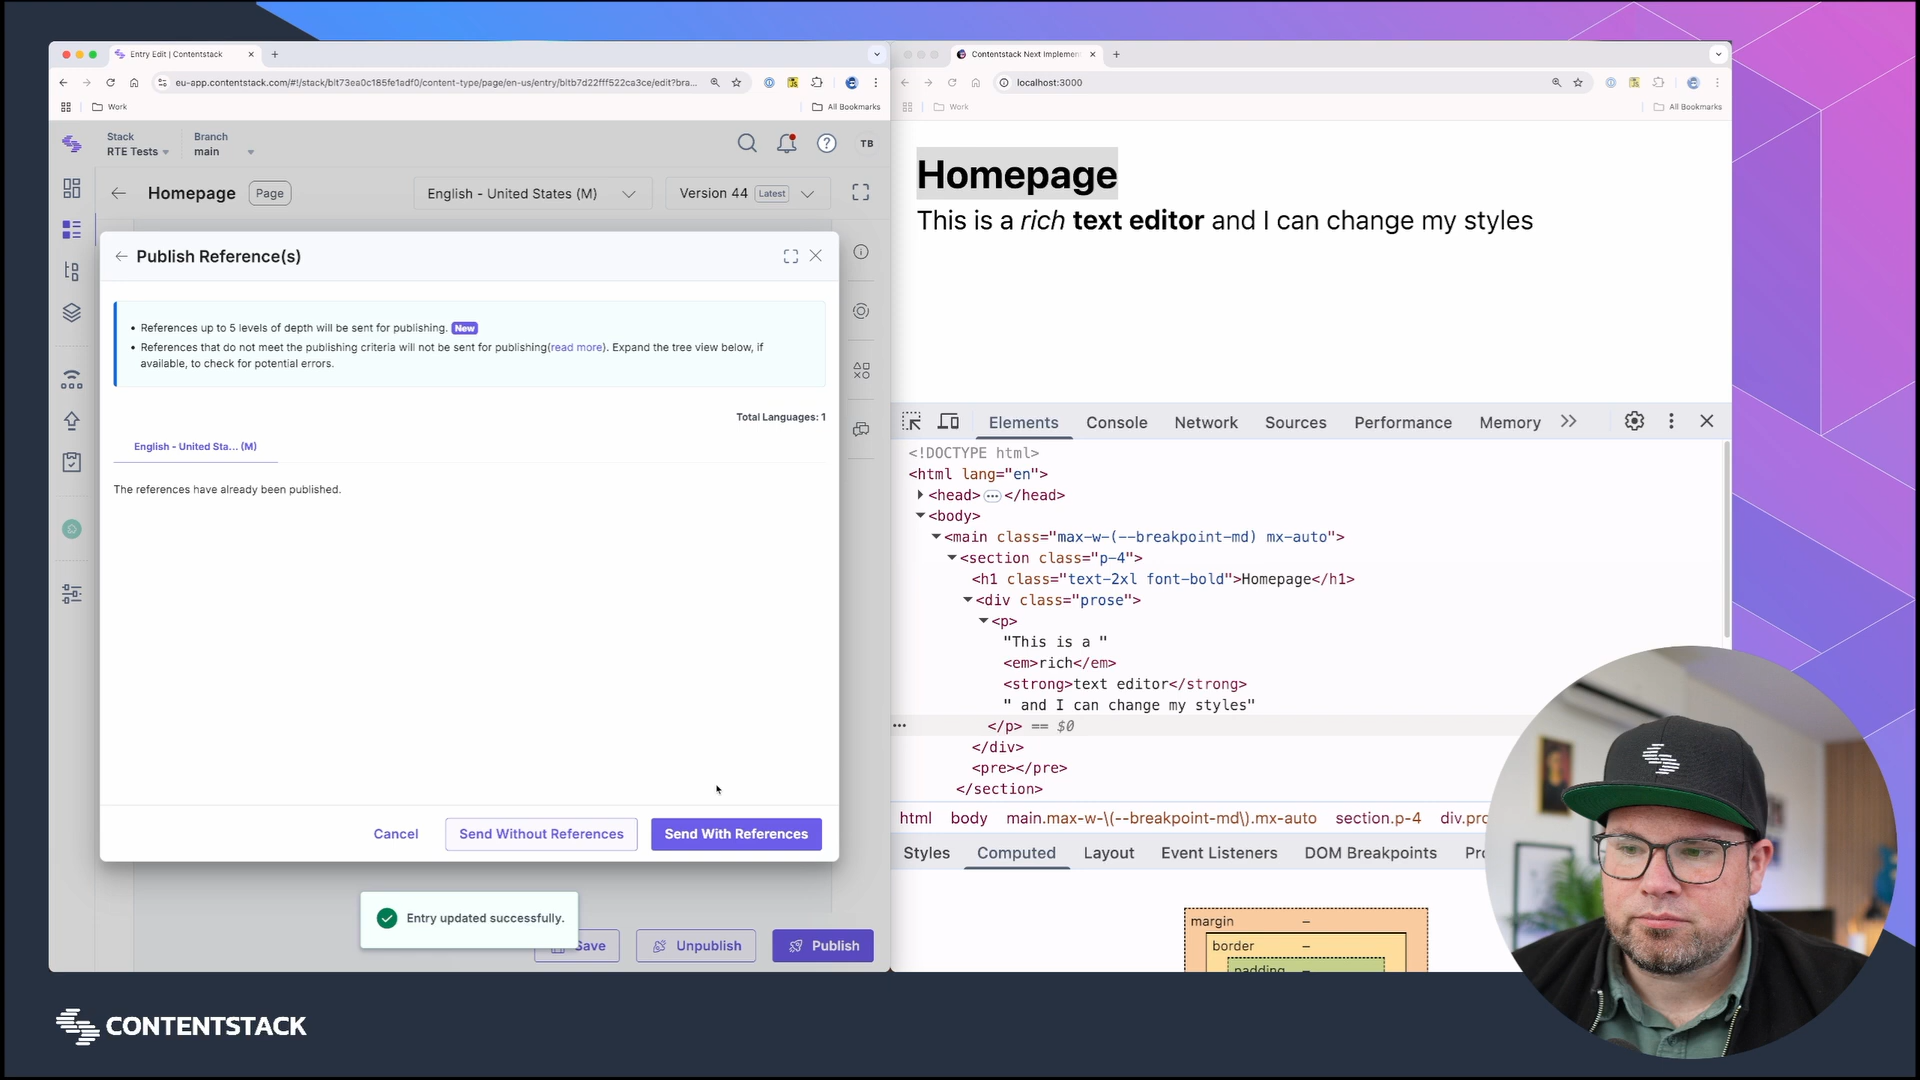 Entry Edit | Contentstack
eu-app.contentstack.com/#!/stack/blt73ea0c185fe1adf0/content-type/page/en-us/entry/bltb7d22fff522ca3ce/edit?bra...
Work
All Bookmarks
Stack
RTE Tests
Branch
main
TB
Homepage
Page
English - United States (M)
Version 44
Latest
Publish Reference(s)
References up to 5 levels of depth will be sent for publishing. New
References that do not meet the publishing criteria will not be sent for publishing(read more). Expand the tree view below, if
available, to check for potential errors.
Total Languages: 1
English - United Sta... (M)
The references have already been published.
Cancel
Send Without References
Send With References
Entry updated successfully.
Save
Unpublish
Publish
Contentstack Next Implemen
localhost:3000
Work
All Bookmarks
Homepage
This is a rich text editor and I can change my styles
Elements
Console
Network
Sources
Performance
Memory
<!DOCTYPE html>
<html lang="en">
<head>...</head>
<body>
<main class="max-w-(--breakpoint-md) mx-auto">
<section class="p-4">
<h1 class="text-2xl font-bold">Homepage</h1>
<div class="prose">
<p>
"This is a "
<em>rich</em>
<strong>text editor</strong>
" and I can change my styles"
... </p> == $0
</div>
<pre></pre>
</section>
html body main.max-w-\(--breakpoint-md\).mx-auto section.p-4 div.pro
Styles
Computed
Layout
Event Listeners
DOM Breakpoints
Pr
margin –
border –
padding –
CONTENTSTACK